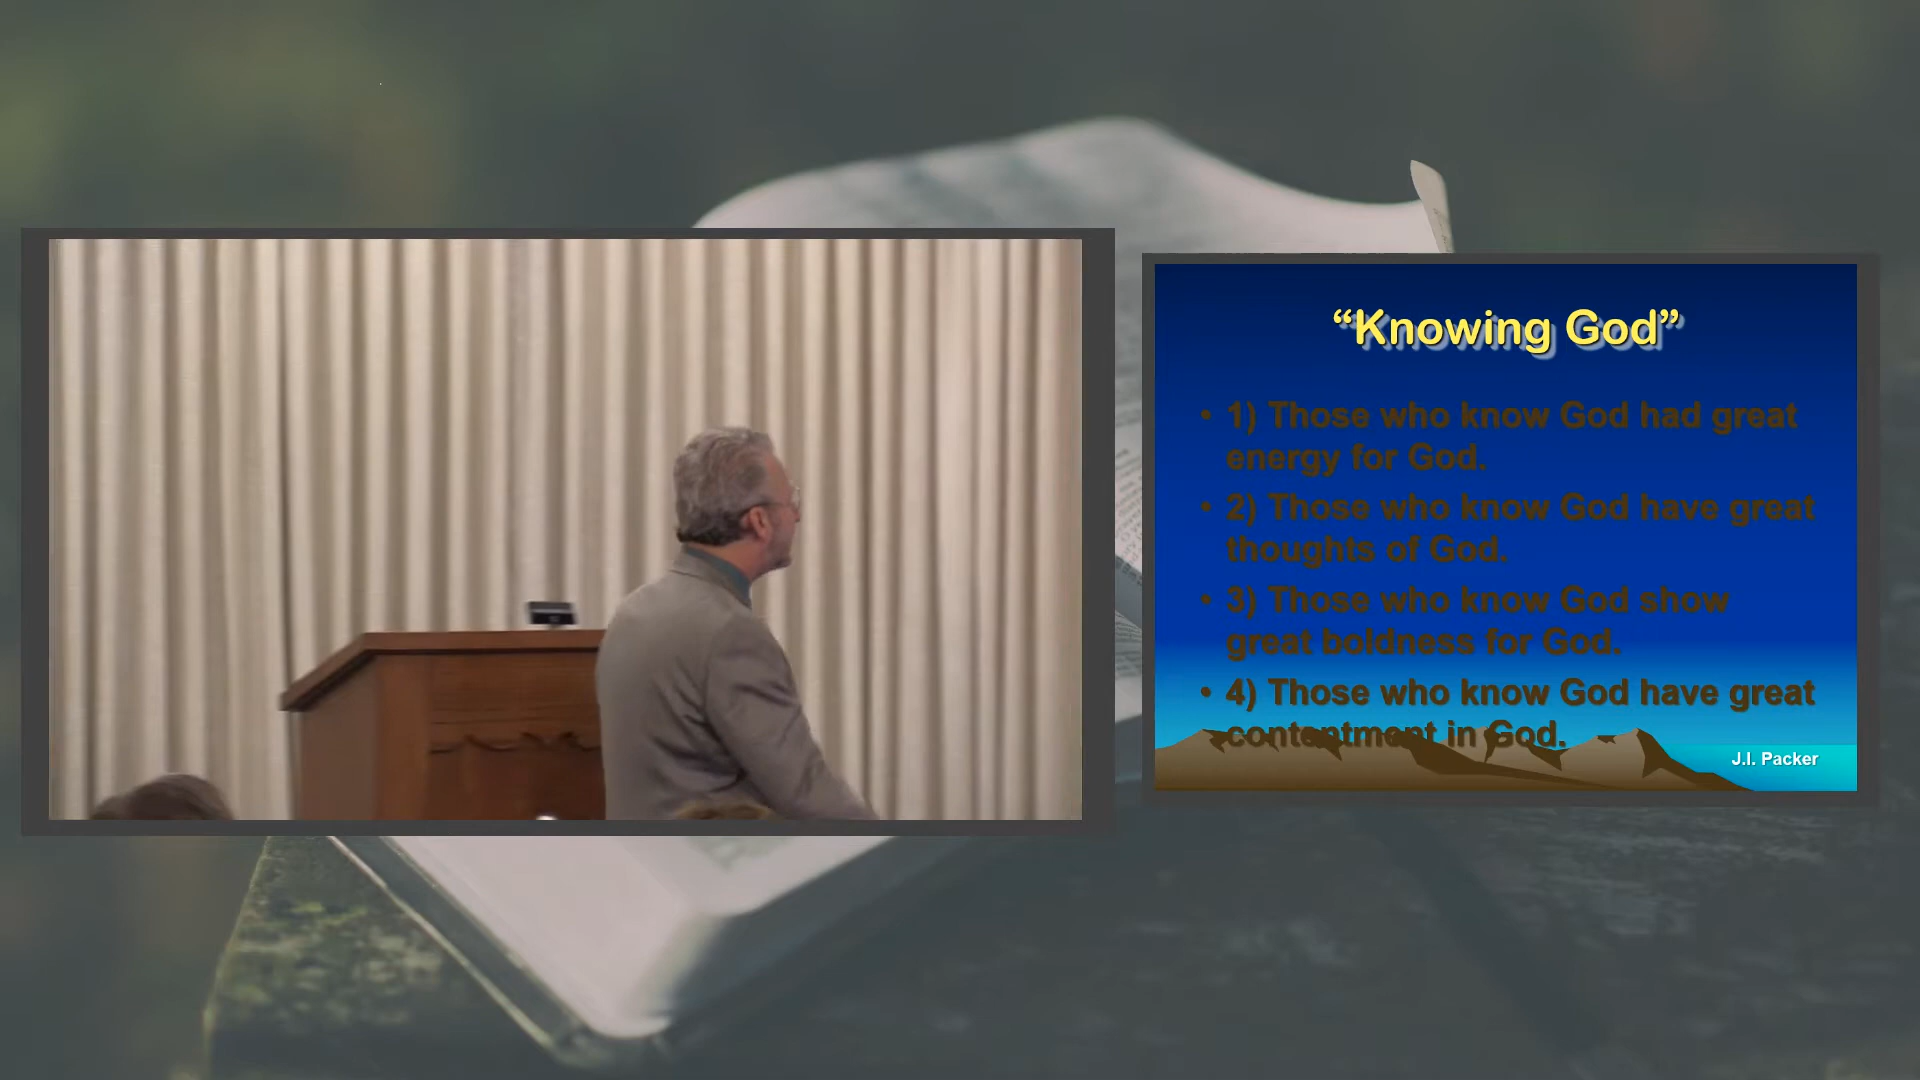 “Knowing God”
• 1) Those who know God had great
energy for God.
• 2) Those who know God have great
thoughts of God.
• 3) Those who know God show
great boldness for God.
• 4) Those who know God have great
contentment in God.
J.I. Packer